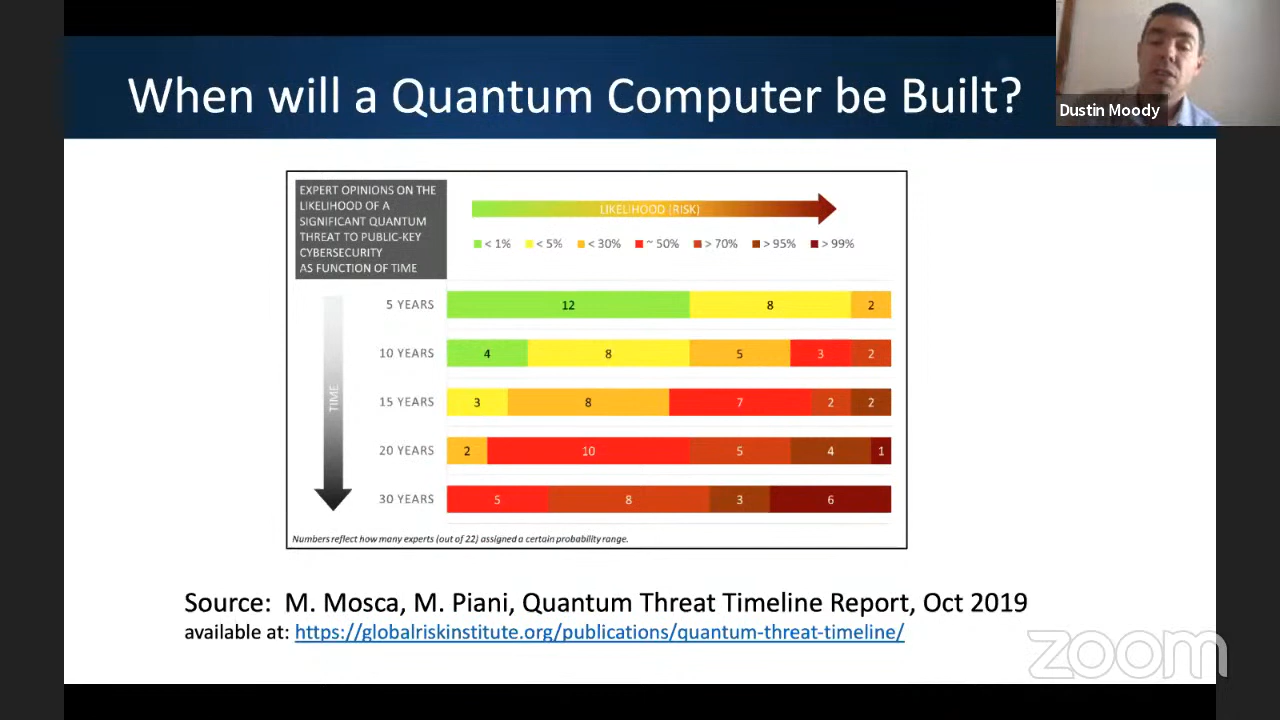 When will a Quantum Computer be Built?
Dustin Moody
EXPERT OPINIONS ON THE
LIKELIHOOD OF A
SIGNIFICANT QUANTUM
THREAT TO PUBLIC-KEY
CYBERSECURITY
AS FUNCTION OF TIME
LIKELIHOOD (RISK)
< 1% < 5% < 30% ~ 50% > 70% > 95% > 99%
TIME
5 YEARS 12 8 2
10 YEARS 4 8 5 3 2
15 YEARS 3 8 7 2 2
20 YEARS 2 10 5 4 1
30 YEARS 5 8 3 6
Numbers reflect how many experts (out of 22) assigned a certain probability range.
Source: M. Mosca, M. Piani, Quantum Threat Timeline Report, Oct 2019
available at: https://globalriskinstitute.org/publications/quantum-threat-timeline/
zoom